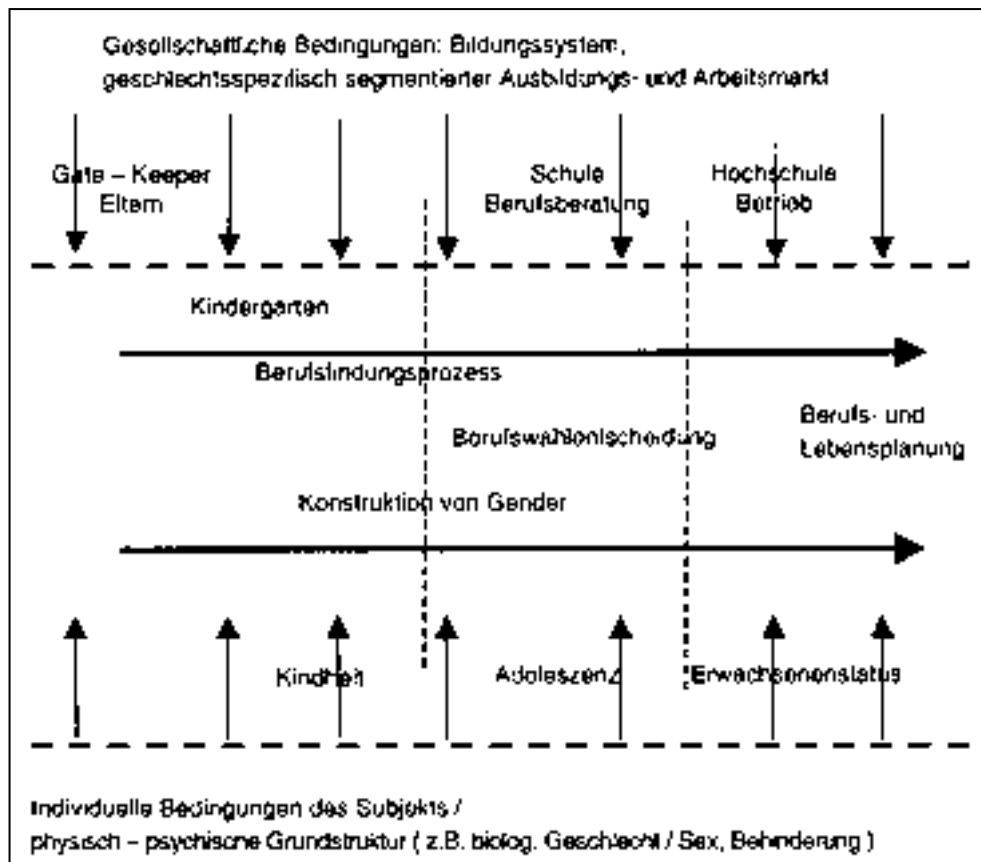 Gesellschaftliche Bedingungen: Bildungssystem,
geschlechtsspezifisch segmentierter Ausbildungs- und Arbeitsmarkt
Gate – Keeper
Eltern
Schule
Berufsberatung
Hochschule
Betrieb
Kindergarten
Berufsfindungsprozess
Berufswahlentscheidung
Berufs- und
Lebensplanung
Konstruktion von Gender
Kindheit
Adoleszenz
Erwachsenenstatus
Individuelle Bedingungen des Subjekts /
physisch – psychische Grundstruktur ( z.B. biolog. Geschlecht / Sex, Behinderung )